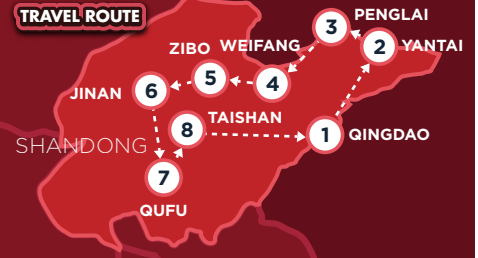 TRAVEL ROUTE
PENGLAI
3
ZIBO
WEIFANG
2
YANTAI
5
4
6
JINAN
TAISHAN
8
1
QINGDAO
SHANDONG
7
QUFU